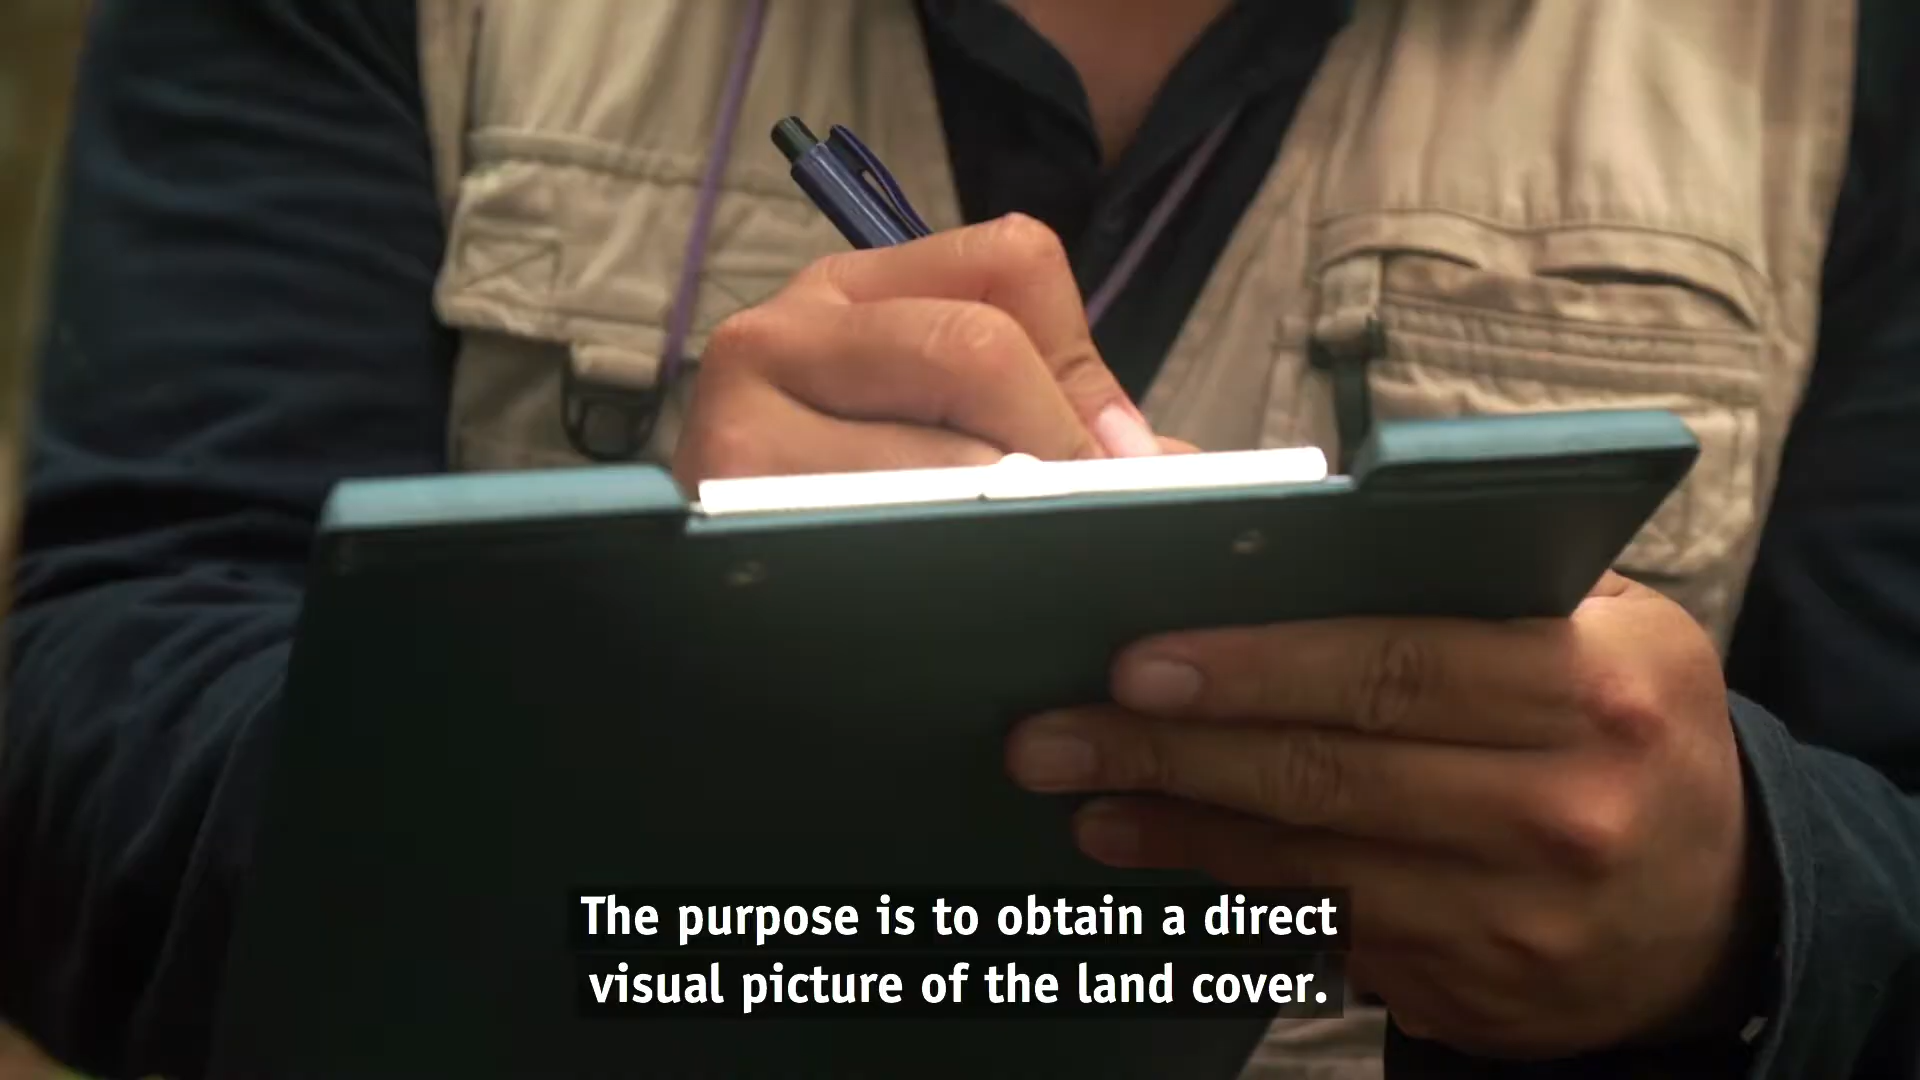 The purpose is to obtain a direct
visual picture of the land cover.